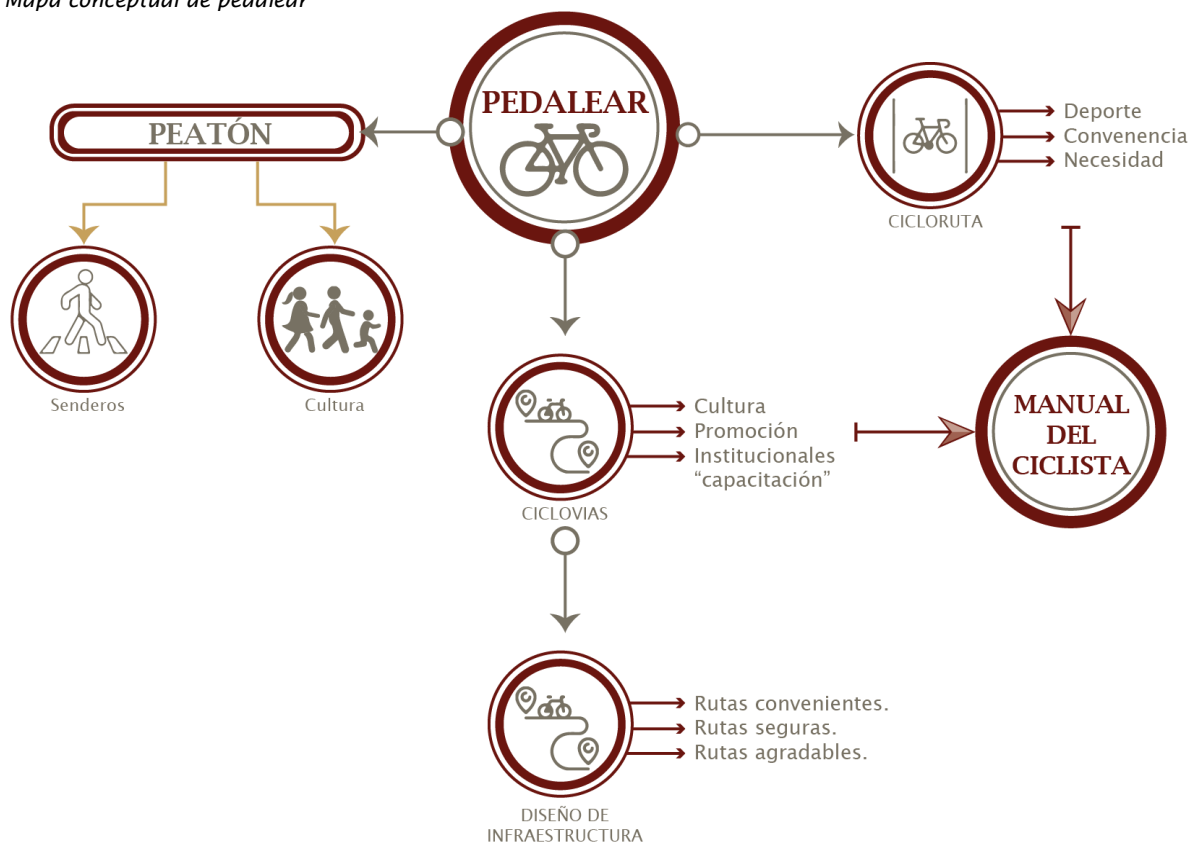 Mapa conceptual de pedalear
PEDALEAR
PEATÓN
Senderos
Cultura
CICLORUTA
Deporte
Convenencia
Necesidad
CICLOVIAS
Cultura
Promoción
Institucionales
“capacitación”
MANUAL
DEL
CICLISTA
DISEÑO DE
INFRAESTRUCTURA
Rutas convenientes.
Rutas seguras.
Rutas agradables.